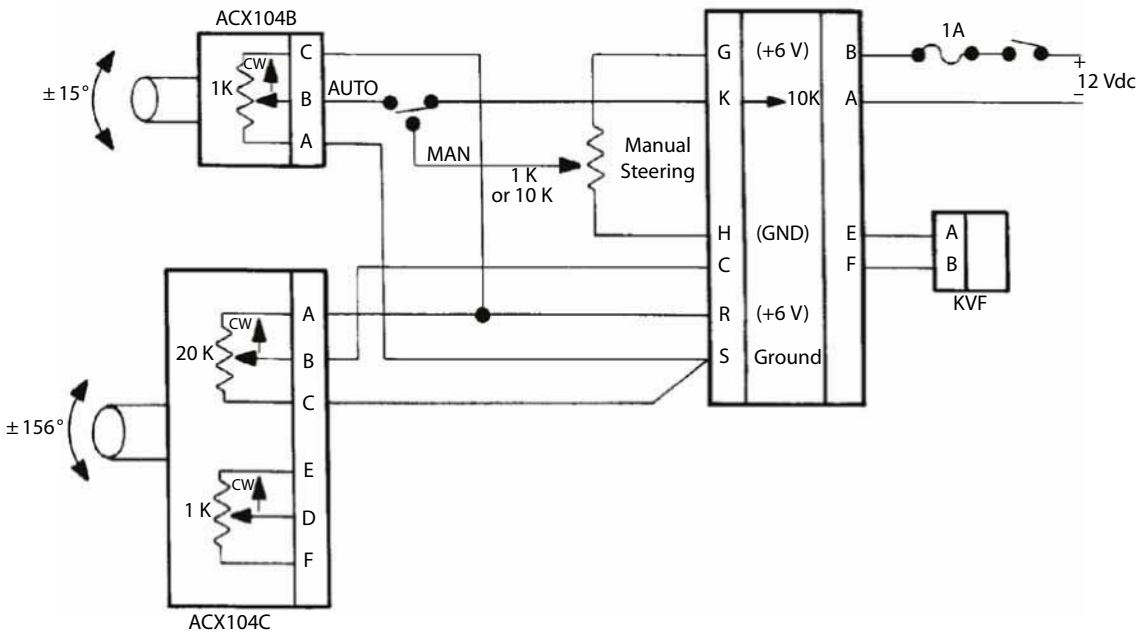 ACX104B
± 15°
CW
1K
C
B
A
AUTO
MAN
1 K
or 10 K
Manual
Steering
G
(+6 V)
B
K
10K
A
H
(GND)
E
C
F
R
(+6 V)
S
Ground
1A
+
12 Vdc
–
A
B
KVF
± 156°
CW
20 K
A
B
C
CW
1 K
E
D
F
ACX104C